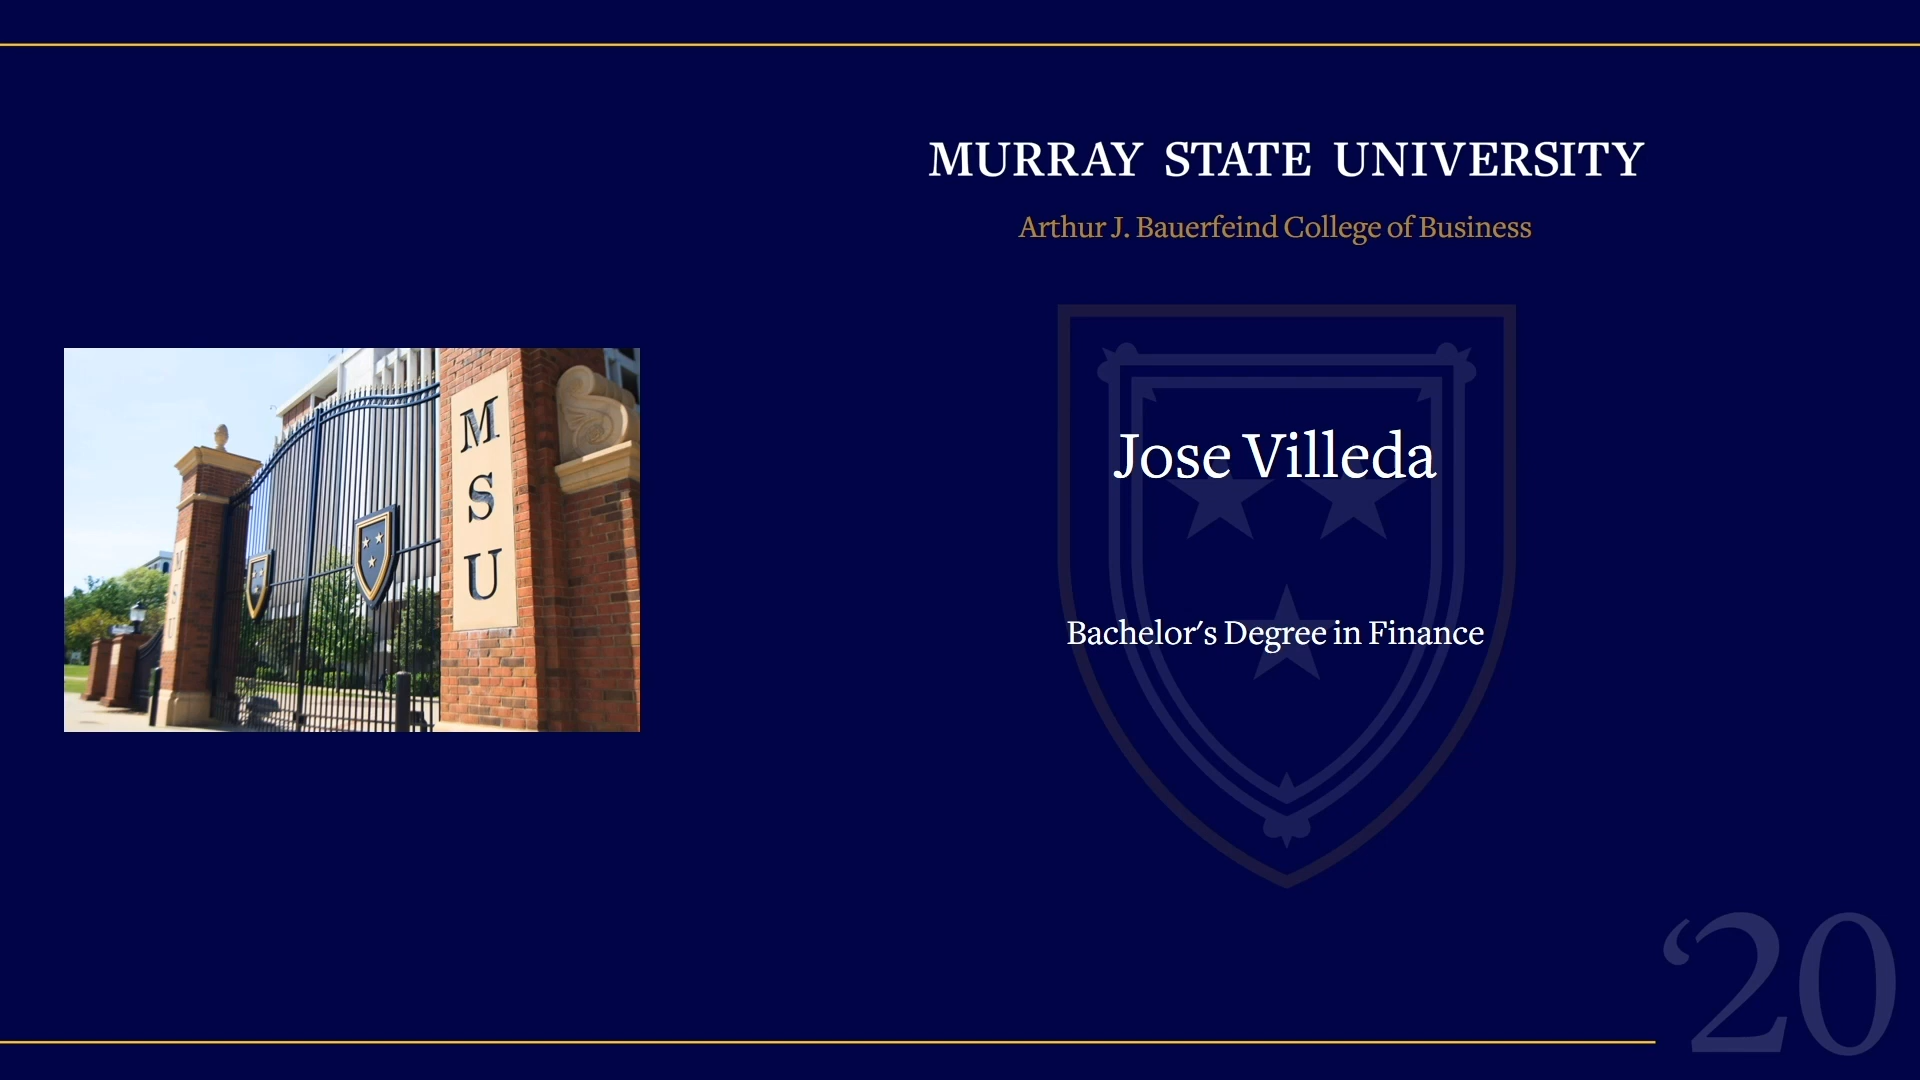 MURRAY STATE UNIVERSITY
Arthur J. Bauerfeind College of Business
M
S
U
Jose Villeda
Bachelor's Degree in Finance
‘20